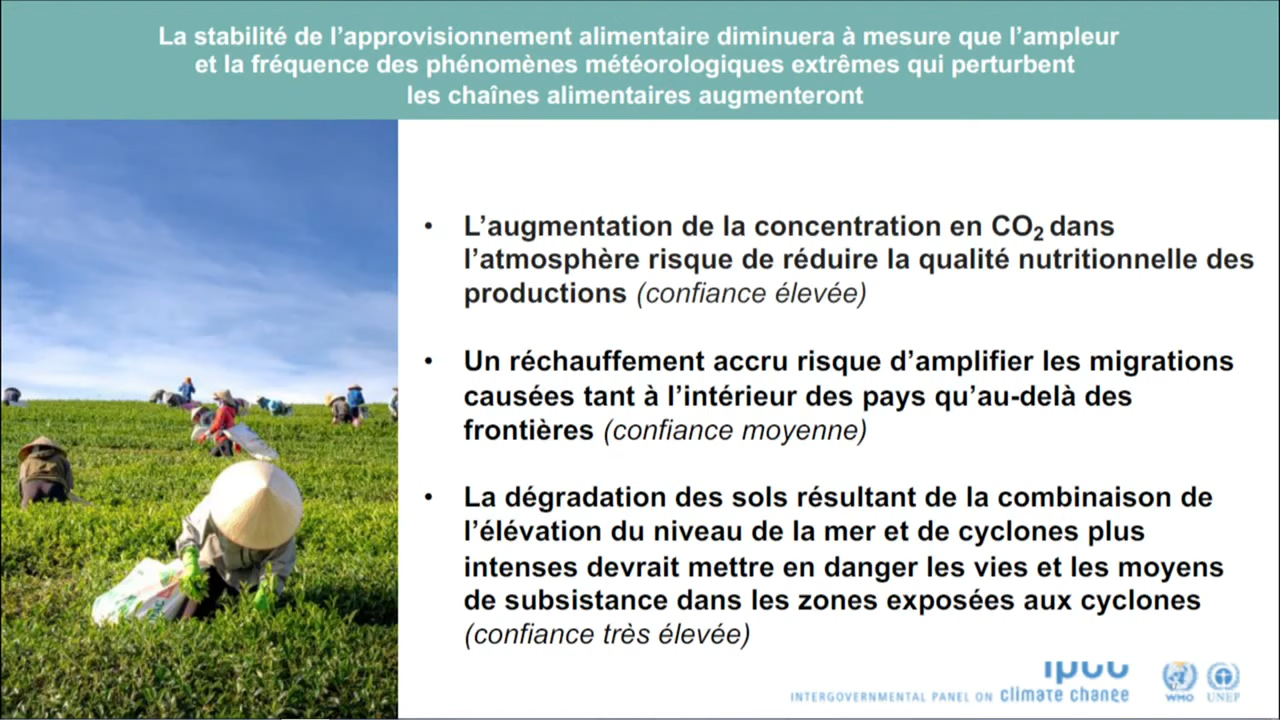 La stabilité de l’approvisionnement alimentaire diminuera à mesure que l’ampleur
et la fréquence des phénomènes météorologiques extrêmes qui perturbent
les chaînes alimentaires augmenteront
• L’augmentation de la concentration en CO₂ dans
l’atmosphère risque de réduire la qualité nutritionnelle des
productions (confiance élevée)
• Un réchauffement accru risque d’amplifier les migrations
causées tant à l’intérieur des pays qu’au-delà des
frontières (confiance moyenne)
• La dégradation des sols résultant de la combinaison de
l’élévation du niveau de la mer et de cyclones plus
intenses devrait mettre en danger les vies et les moyens
de subsistance dans les zones exposées aux cyclones
(confiance très élevée)
ipcc
INTERGOVERNMENTAL PANEL ON climate change
WMO UNEP